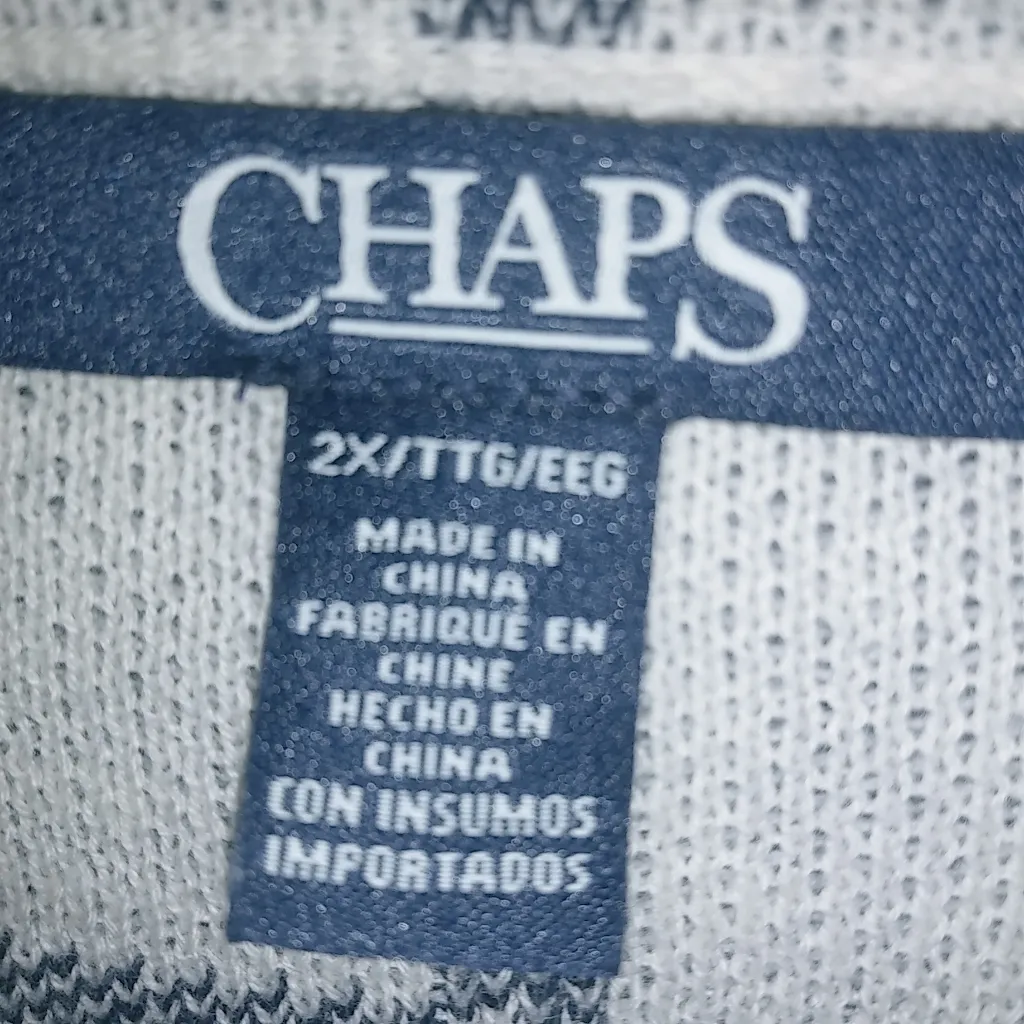 CHAPS
2X/TTG/EEG
MADE IN
CHINA
FABRIQUÉ EN
CHINE
HECHO EN
CHINA
CON INSUMOS
IMPORTADOS